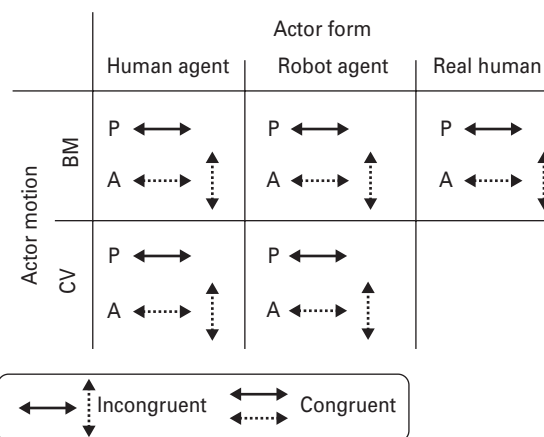 Actor form
Human agent Robot agent Real human
Actor motion
BM
P P P
A A A
CV
P P
A A
Incongruent Congruent